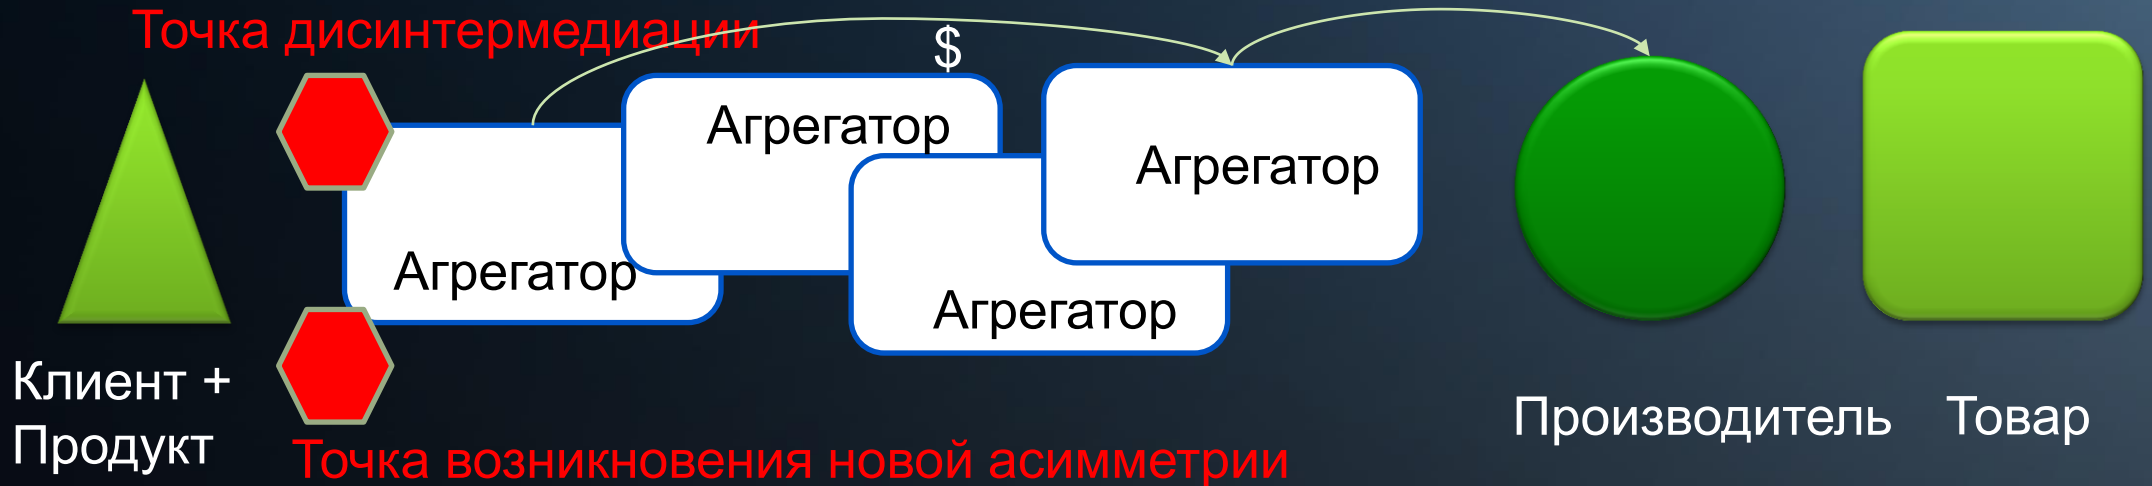 Точка дисинтермедиации
$
Агрегатор
Агрегатор
Агрегатор
Агрегатор
Клиент +
Продукт
Производитель
Товар
Точка возникновения новой асимметрии